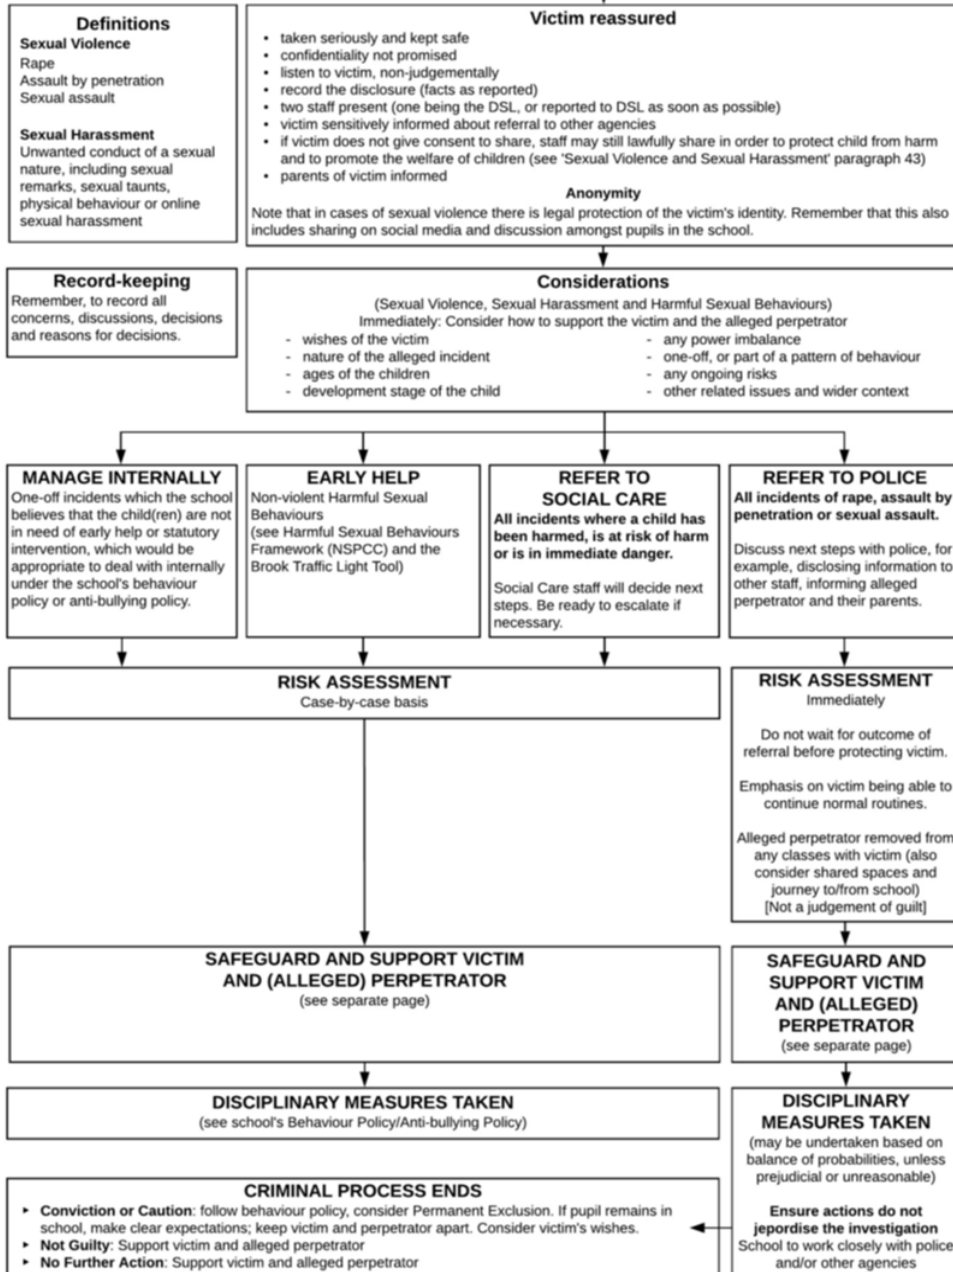 Definitions
Sexual Violence
Rape
Assault by penetration
Sexual assault
Sexual Harassment
Unwanted conduct of a sexual
nature, including sexual
remarks, sexual taunts,
physical behaviour or online
sexual harassment
Victim reassured
• taken seriously and kept safe
• confidentiality not promised
• listen to victim, non-judgementally
• record the disclosure (facts as reported)
• two staff present (one being the DSL, or reported to DSL as soon as possible)
• victim sensitively informed about referral to other agencies
• if victim does not give consent to share, staff may still lawfully share in order to protect child from harm
and to promote the welfare of children (see 'Sexual Violence and Sexual Harassment' paragraph 43)
• parents of victim informed
Anonymity
Note that in cases of sexual violence there is legal protection of the victim's identity. Remember that this also
includes sharing on social media and discussion amongst pupils in the school.
Record-keeping
Remember, to record all
concerns, discussions, decisions
and reasons for decisions.
Considerations
(Sexual Violence, Sexual Harassment and Harmful Sexual Behaviours)
Immediately: Consider how to support the victim and the alleged perpetrator
- wishes of the victim
- nature of the alleged incident
- ages of the children
- development stage of the child
- any power imbalance
- one-off, or part of a pattern of behaviour
- any ongoing risks
- other related issues and wider context
MANAGE INTERNALLY
One-off incidents which the school
believes that the child(ren) are not
in need of early help or statutory
intervention, which would be
appropriate to deal with internally
under the school's behaviour
policy or anti-bullying policy.
EARLY HELP
Non-violent Harmful Sexual
Behaviours
(see Harmful Sexual Behaviours
Framework (NSPCC) and the
Brook Traffic Light Tool)
REFER TO
SOCIAL CARE
All incidents where a child has
been harmed, is at risk of harm
or is in immediate danger.
Social Care staff will decide next
steps. Be ready to escalate if
necessary.
REFER TO POLICE
All incidents of rape, assault by
penetration or sexual assault.
Discuss next steps with police, for
example, disclosing information to
other staff, informing alleged
perpetrator and their parents.
RISK ASSESSMENT
Case-by-case basis
RISK ASSESSMENT
Immediately
Do not wait for outcome of
referral before protecting victim.
Emphasis on victim being able to
continue normal routines.
Alleged perpetrator removed from
any classes with victim (also
consider shared spaces and
journey to/from school)
[Not a judgement of guilt]
SAFEGUARD AND SUPPORT VICTIM
AND (ALLEGED) PERPETRATOR
(see separate page)
SAFEGUARD AND
SUPPORT VICTIM
AND (ALLEGED)
PERPETRATOR
(see separate page)
DISCIPLINARY MEASURES TAKEN
(see school's Behaviour Policy/Anti-bullying Policy)
DISCIPLINARY
MEASURES TAKEN
(may be undertaken based on
balance of probabilities, unless
prejudicial or unreasonable)
Ensure actions do not
jepordise the investigation
School to work closely with police
and/or other agencies
CRIMINAL PROCESS ENDS
‣ Conviction or Caution: follow behaviour policy, consider Permanent Exclusion. If pupil remains in
school, make clear expectations; keep victim and perpetrator apart. Consider victim's wishes.
‣ Not Guilty: Support victim and alleged perpetrator
‣ No Further Action: Support victim and alleged perpetrator